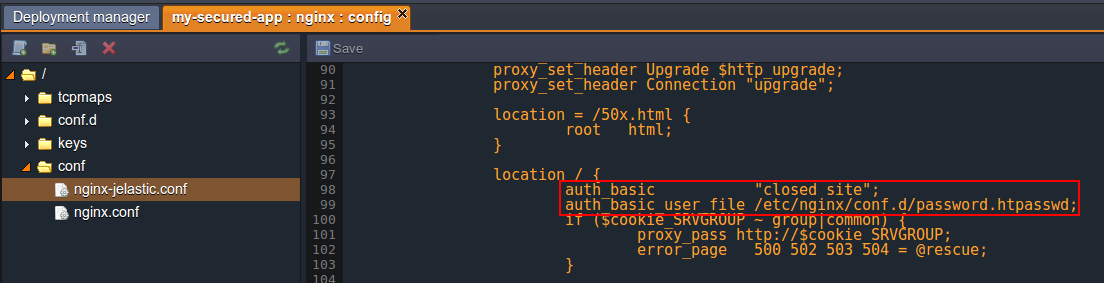 Deployment manager
my-secured-app : nginx : config
Save
/
tcpmaps
conf.d
keys
conf
nginx-jelastic.conf
nginx.conf
90 proxy_set_header Upgrade $http_upgrade;
91 proxy_set_header Connection "upgrade";
92
93 location = /50x.html {
94 root html;
95 }
96
97 location / {
98 auth_basic "closed site";
99 auth_basic_user_file /etc/nginx/conf.d/password.htpasswd;
100 if ($cookie_SRVGROUP ~ group|common) {
101 proxy_pass http://$cookie_SRVGROUP;
102 error_page 500 502 503 504 = @rescue;
103 }
104